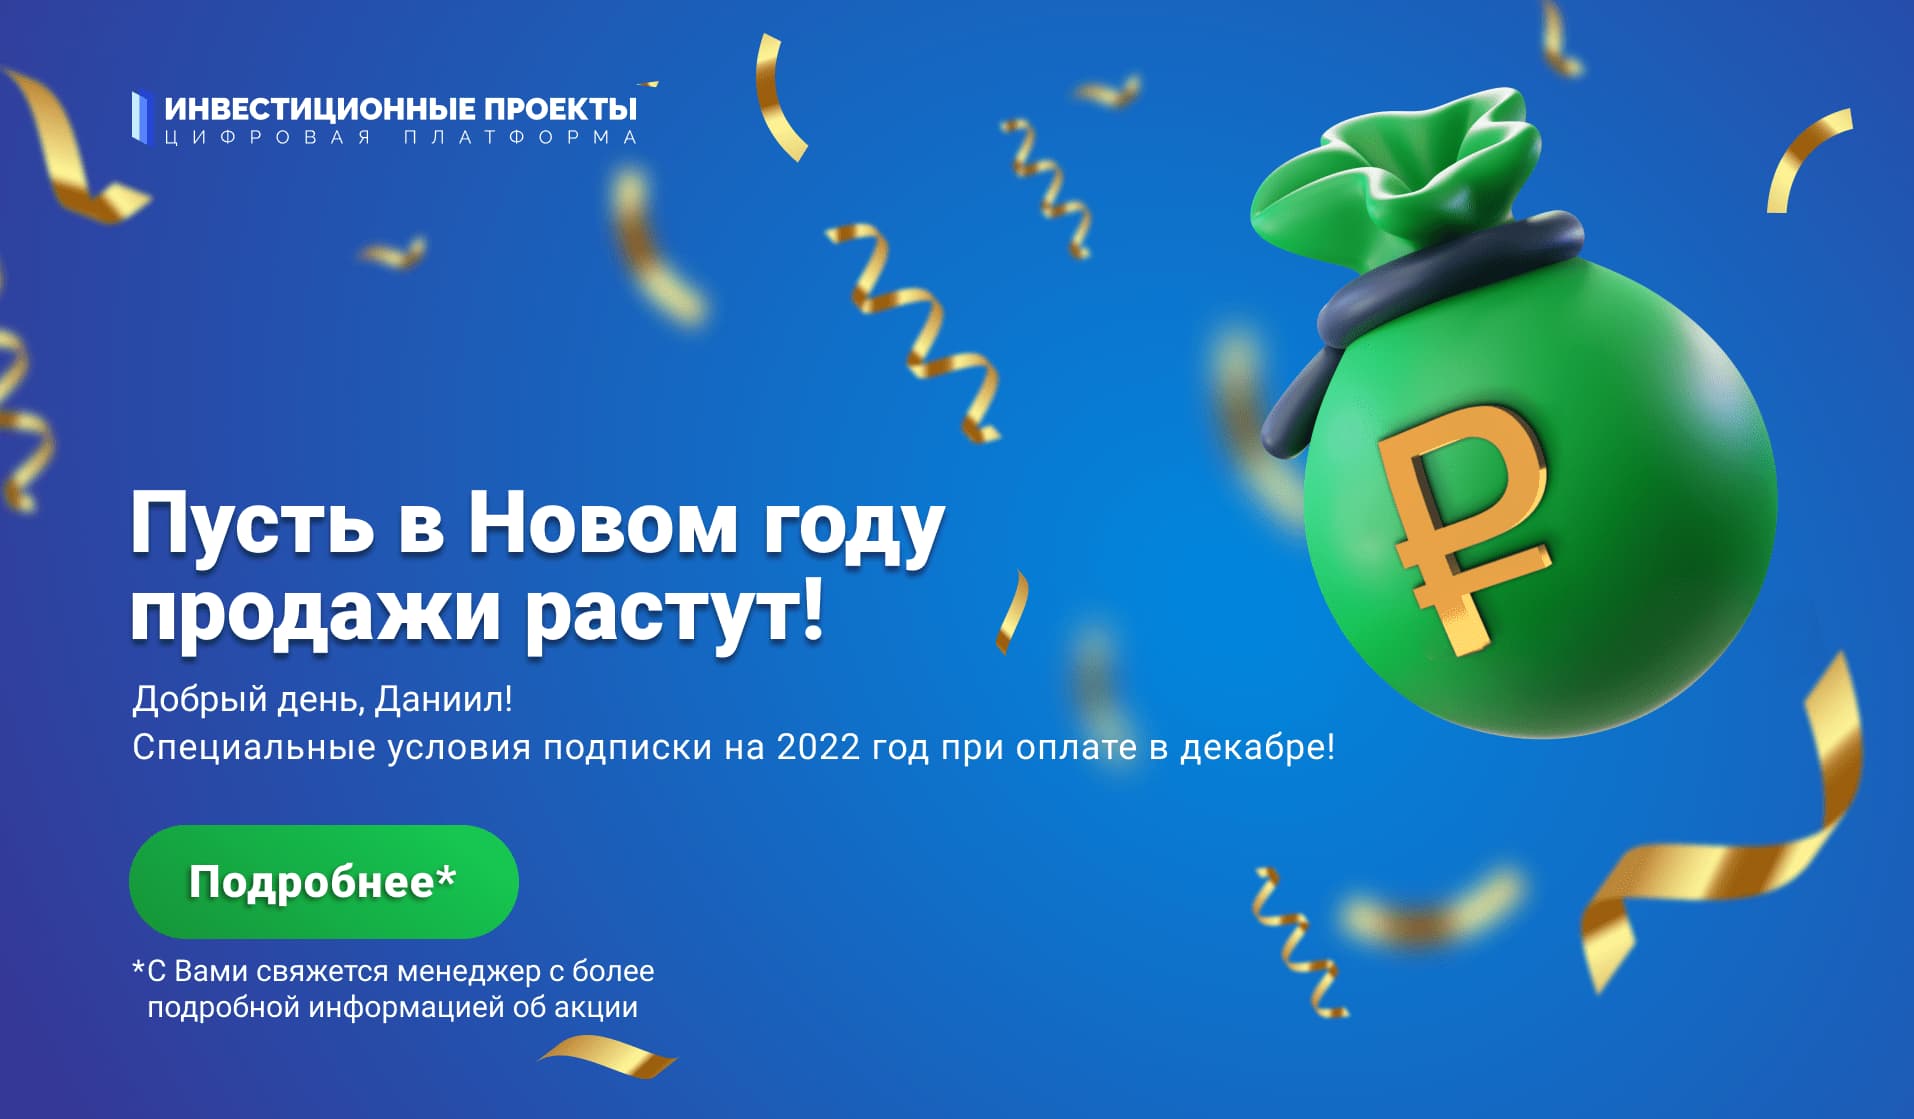 ИНВЕСТИЦИОННЫЕ ПРОЕКТЫ
ЦИФРОВАЯ ПЛАТФОРМА
Пусть в Новом году
продажи растут!
Добрый день, Даниил!
Специальные условия подписки на 2022 год при оплате в декабре!
Подробнее*
*С Вами свяжется менеджер с более
подробной информацией об акции